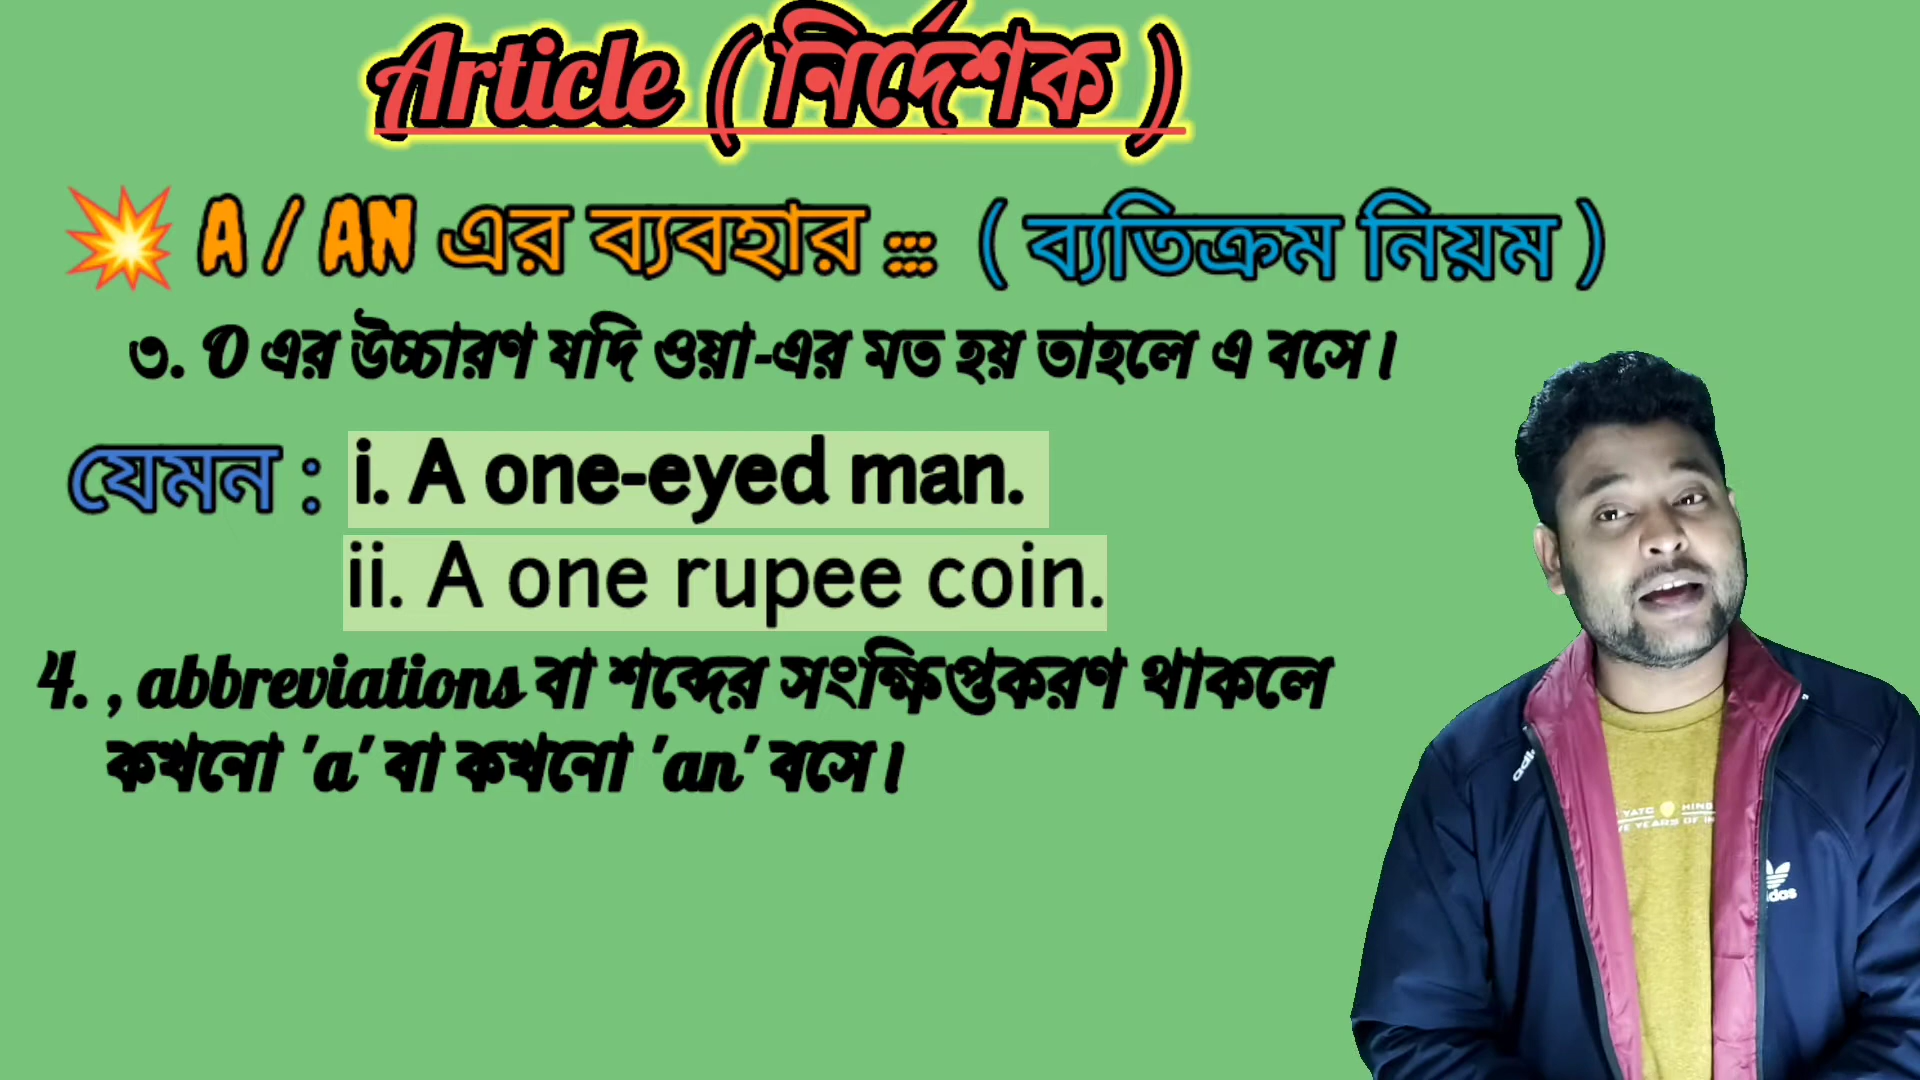 Article ( নির্দেশক )
A / AN এর ব্যবহার ::: ( ব্যতিক্রম নিয়ম )
৩. O এর উচ্চারণ যদি ওয়া-এর মত হয় তাহলে এ বসে।
যেমন : i. A one-eyed man.
ii. A one rupee coin.
4. , abbreviations বা শব্দের সংক্ষিপ্তকরণ থাকলে
কখনো 'a' বা কখনো 'an' বসে।